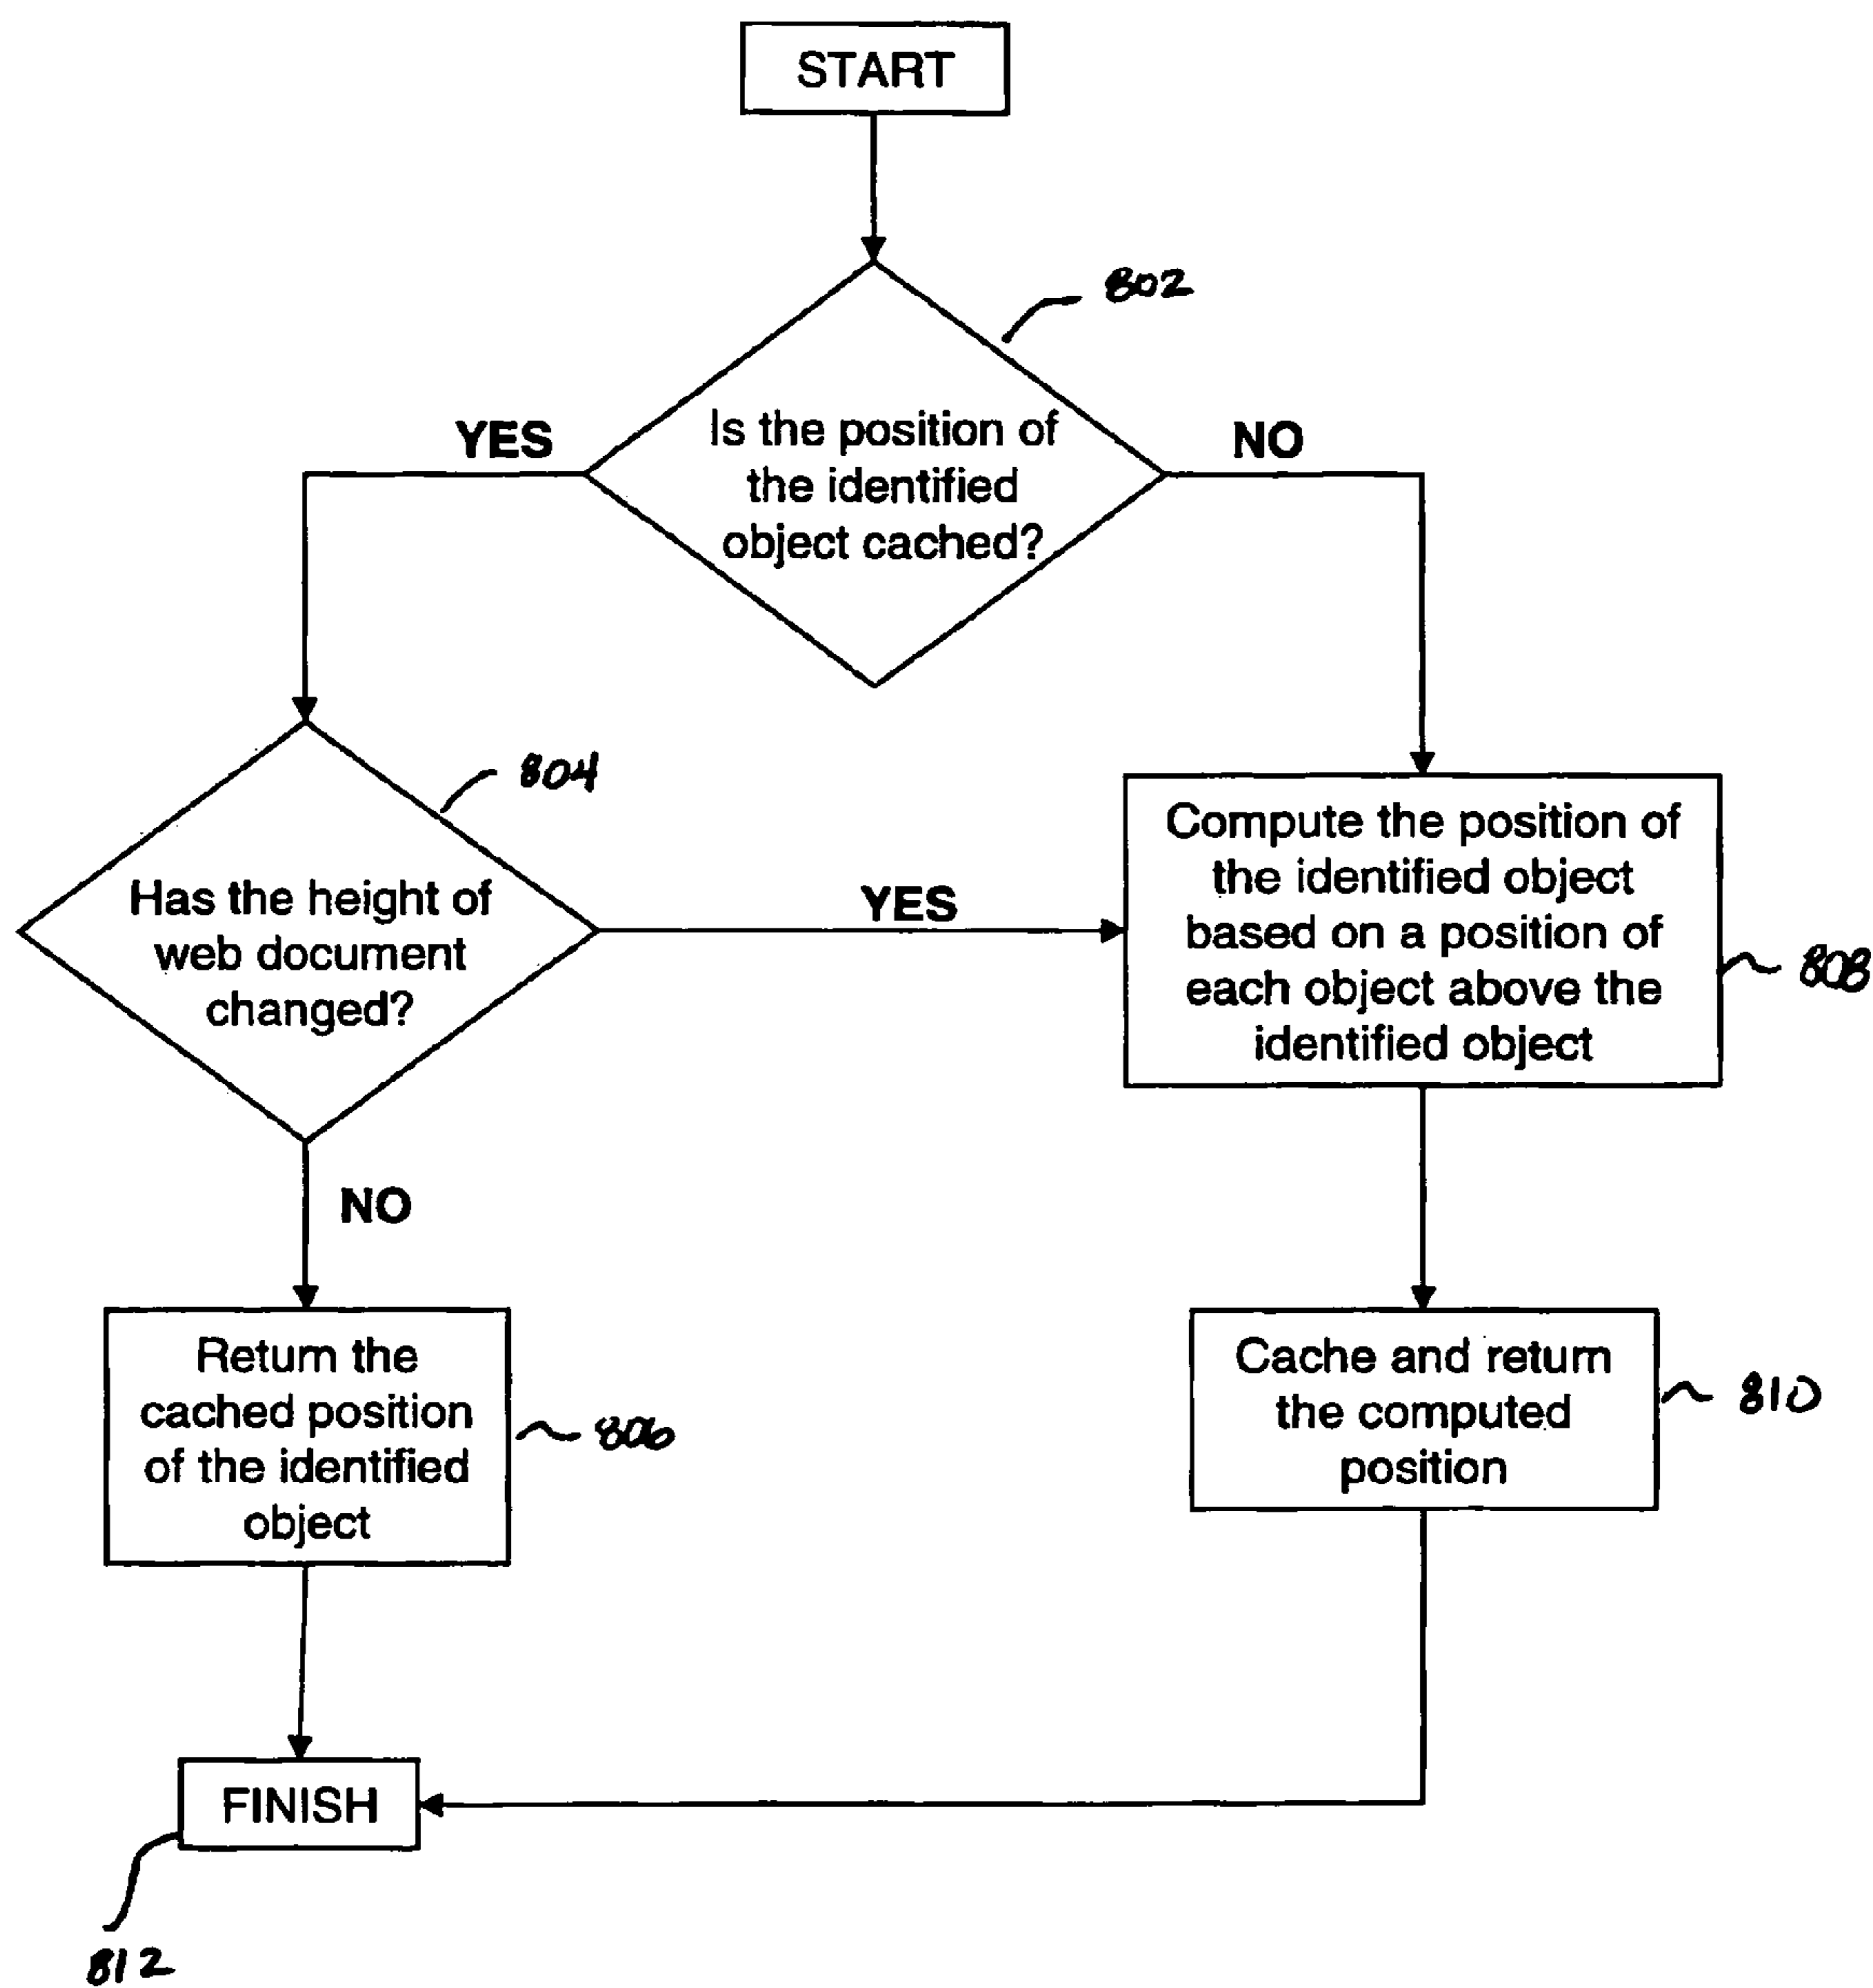 START
802
YES
Is the position of
the identified
object cached?
NO
804
Has the height of
web document
changed?
YES
Compute the position of
the identified object
based on a position of
each object above the
identified object
808
NO
Return the
cached position
of the identified
object
806
Cache and return
the computed
position
810
FINISH
812